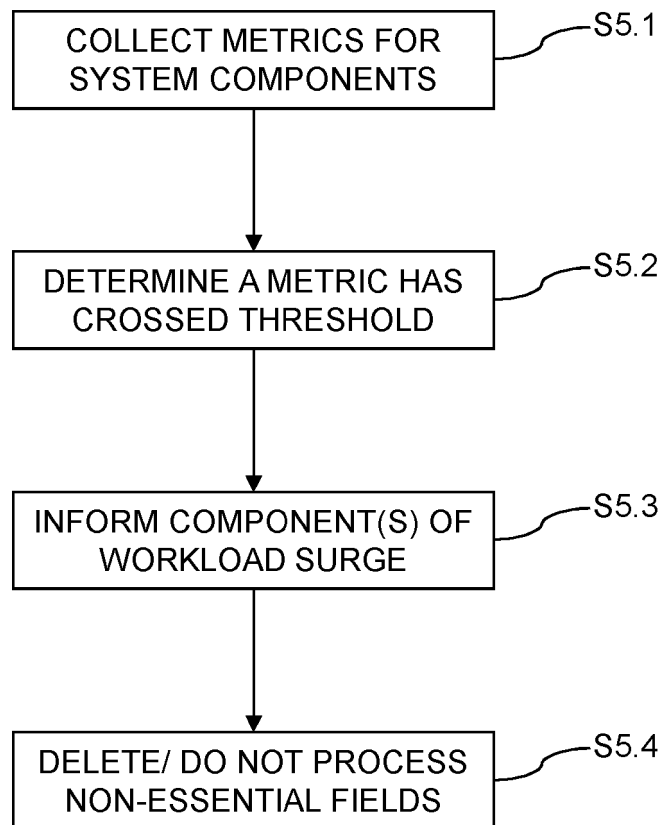 COLLECT METRICS FOR
SYSTEM COMPONENTS
S5.1
DETERMINE A METRIC HAS
CROSSED THRESHOLD
S5.2
INFORM COMPONENT(S) OF
WORKLOAD SURGE
S5.3
DELETE/ DO NOT PROCESS
NON-ESSENTIAL FIELDS
S5.4